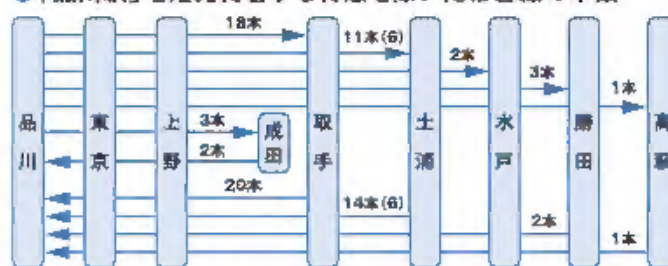 18本
11本(6)
2本
3本
1本
品川
東京
上野
3本
成田
2本
取手
土浦
水戸
勝田
高萩
20本
14本(6)
2本
1本